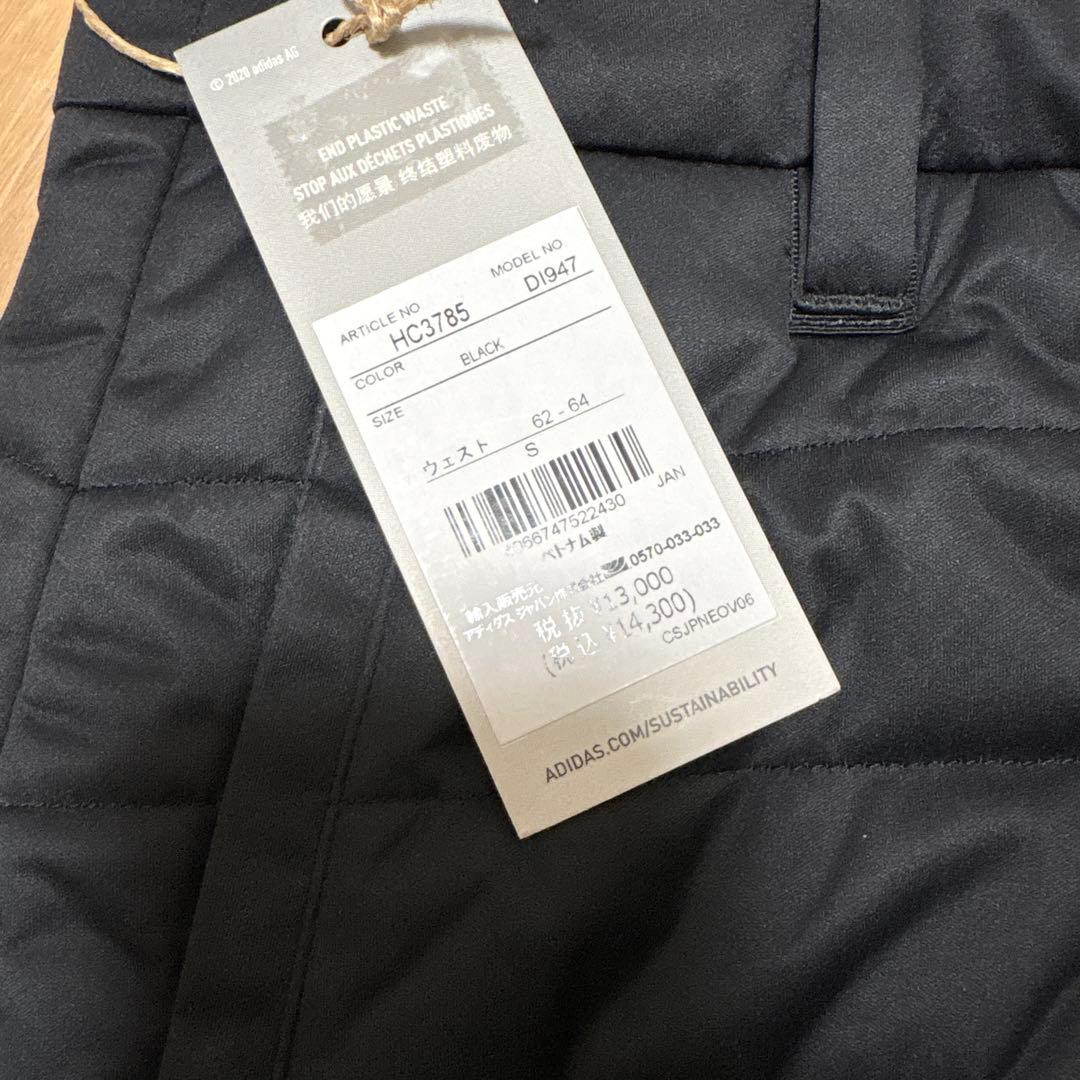 © 2020 adidas AG
END PLASTIC WASTE
STOP AUX DÉCHETS PLASTIQUES
我们的愿景 终结塑料废物
ARTICLE NO MODEL NO
HC3785 DI947
COLOR BLACK
SIZE
ウェスト 62 - 64
S
4066747522430 JAN
ベトナム製
輸入販売元
アディダス ジャパン株式会社 0570-033-033
税 抜 ¥13,000
(税 込 ¥14,300)
CSJPNEOV06
ADIDAS.COM/SUSTAINABILITY